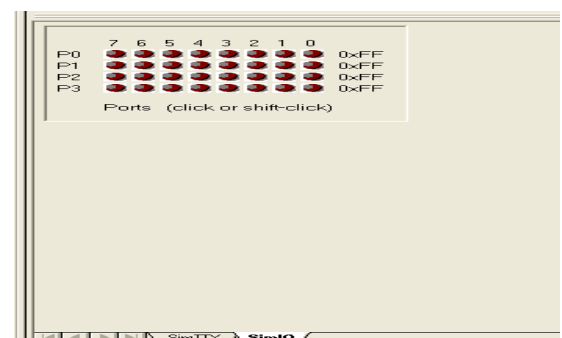 7 6 5 4 3 2 1 0
P0 0xFF
P1 0xFF
P2 0xFF
P3 0xFF
Ports (click or shift-click)
SimTTY SimIO